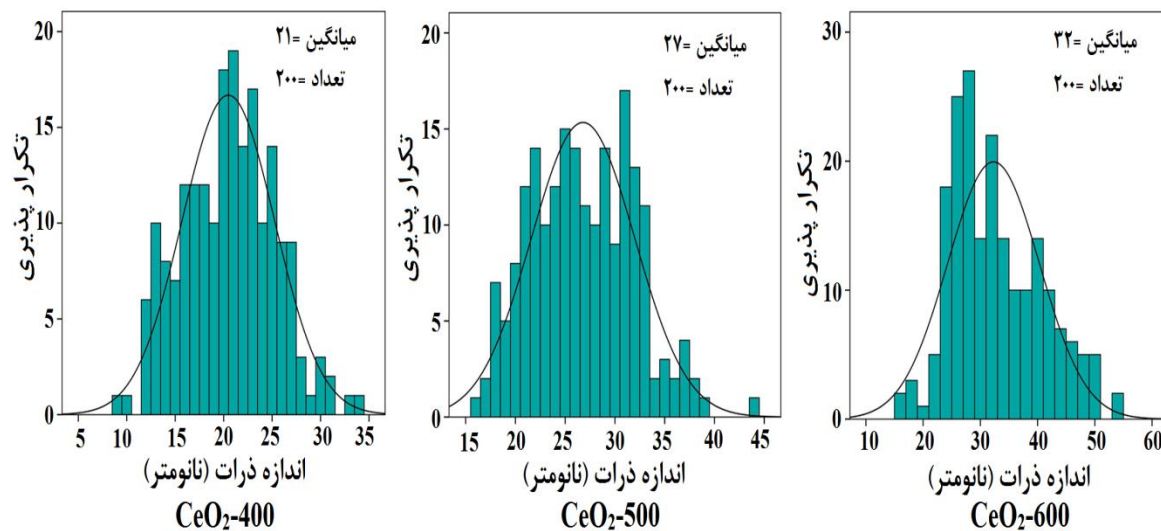 20
15
10
5
0
تکرار پذیری
میانگین =۲۱
تعداد =۲۰۰
5 10 15 20 25 30 35
اندازه ذرات (نانومتر)
CeO₂-400
20
15
10
5
0
تکرار پذیری
میانگین =۲۷
تعداد =۲۰۰
15 20 25 30 35 40 45
اندازه ذرات (نانومتر)
CeO₂-500
30
20
10
0
تکرار پذیری
میانگین =۳۲
تعداد =۲۰۰
10 20 30 40 50 60
اندازه ذرات (نانومتر)
CeO₂-600